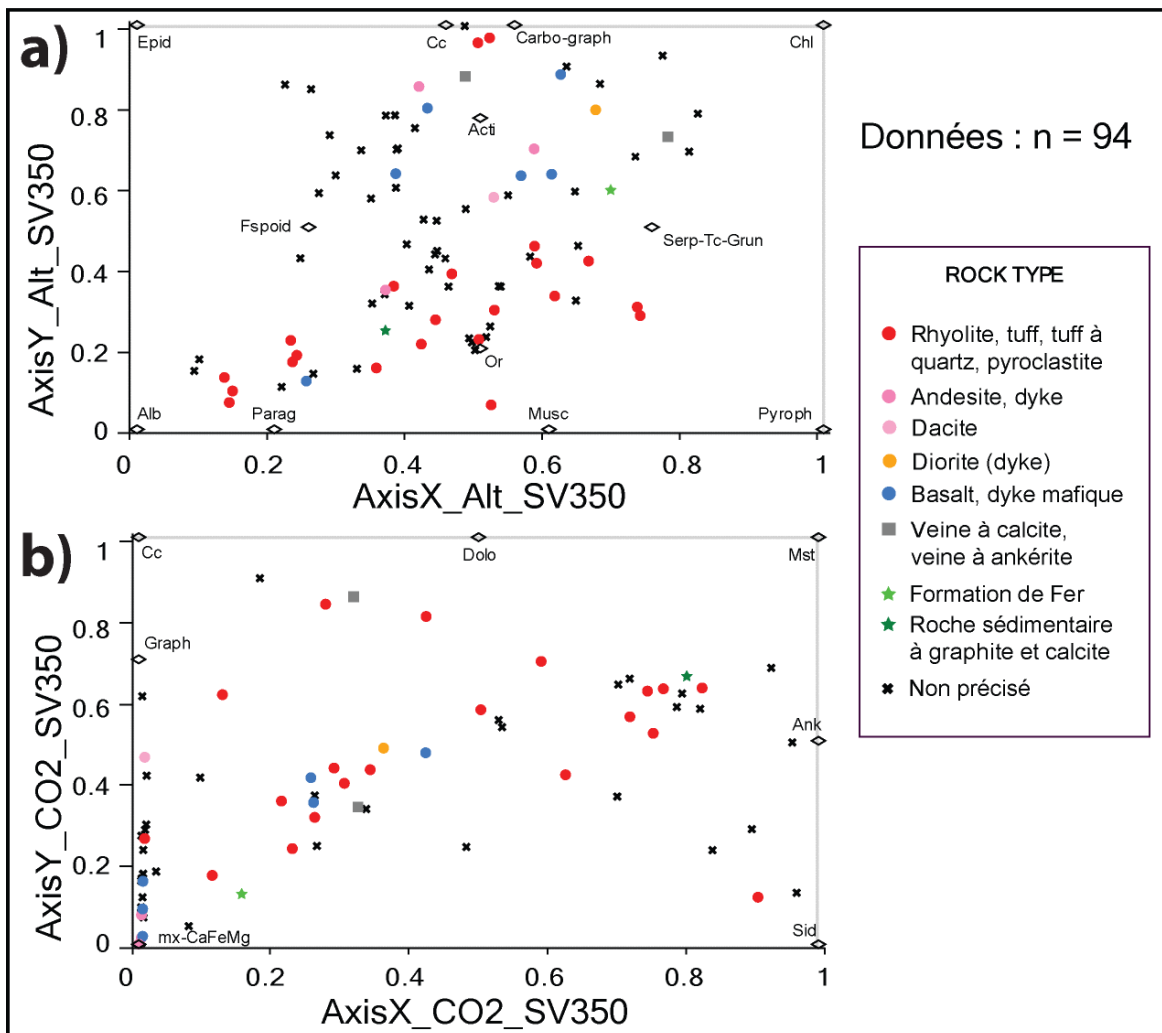 a)
AxisY_Alt_SV350
1
0.8
0.6
0.4
0.2
0
Epid
Cc
Carbo-graph
Chl
Acti
Fspoid
Serp-Tc-Grun
Or
Alb
Parag
Musc
Pyroph
0
0.2
0.4
0.6
0.8
1
AxisX_Alt_SV350
Données : n = 94
ROCK TYPE
Rhyolite, tuff, tuff à
quartz, pyroclastite
Andesite, dyke
Dacite
Diorite (dyke)
Basalt, dyke mafique
Veine à calcite,
veine à ankérite
Formation de Fer
Roche sédimentaire
à graphite et calcite
Non précisé
b)
AxisY_CO2_SV350
1
0.8
0.6
0.4
0.2
0
Cc
Dolo
Mst
Graph
Ank
mx-CaFeMg
Sid
0
0.2
0.4
0.6
0.8
1
AxisX_CO2_SV350